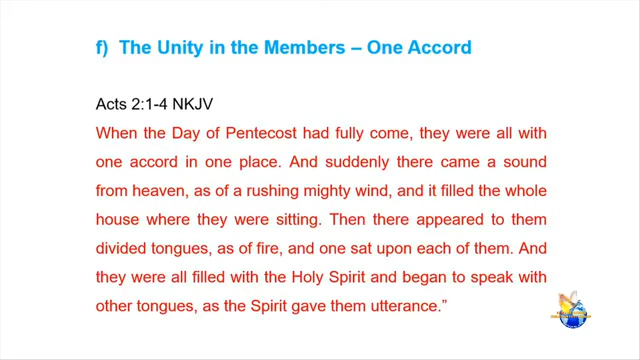 f) The Unity in the Members – One Accord
Acts 2:1-4 NKJV
When the Day of Pentecost had fully come, they were all with
one accord in one place. And suddenly there came a sound
from heaven, as of a rushing mighty wind, and it filled the whole
house where they were sitting. Then there appeared to them
divided tongues, as of fire, and one sat upon each of them. And
they were all filled with the Holy Spirit and began to speak with
other tongues, as the Spirit gave them utterance.”